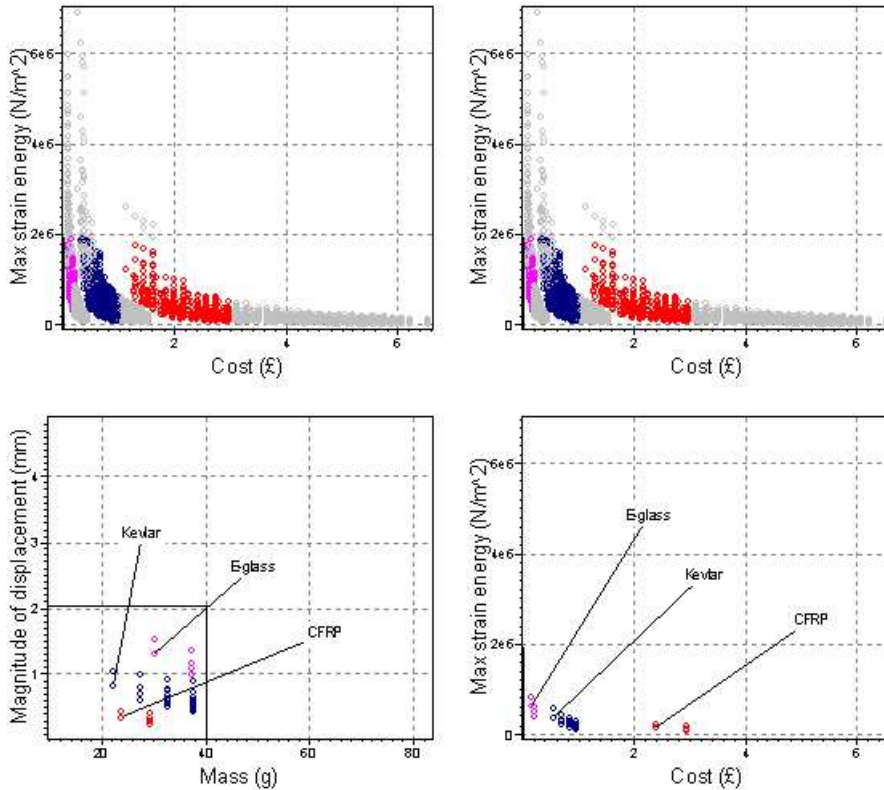 Max strain energy (N/m^2)
6e6
4e6
2e6
0
2
4
6
Cost (£)
Max strain energy (N/m^2)
6e6
4e6
2e6
0
2
4
6
Cost (£)
Magnitude of displacement (mm)
4
3
2
1
Kevlar
E-glass
CFRP
20
40
60
80
Mass (g)
Max strain energy (N/m^2)
6e6
4e6
2e6
0
E-glass
Kevlar
CFRP
2
4
6
Cost (£)